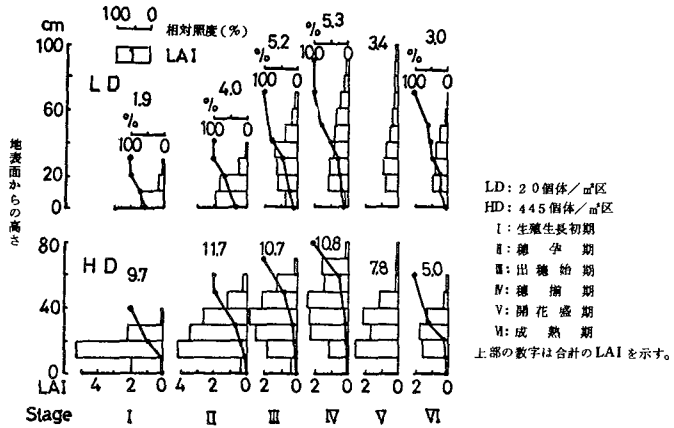 cm
100
60
20
0
地表面からの高さ
100 0
相対照度(%)
LAI
LD
1.9
%
100 0
4.0
%
100 0
5.2
%
100 0
5.3
%
100 0
3.4
3.0
%
100 0
80
40
0
HD
9.7
11.7
10.7
10.8
7.8
5.0
LAI 4 2 0 4 2 0 2 0 2 0 2 0 2 0
Stage I II III IV V VI
LD:20個体/㎡区
HD:445個体/㎡区
I:生殖生長初期
II:穂孕期
III:出穂始期
IV:穂揃期
V:開花盛期
VI:成熟期
上部の数字は合計のLAIを示す。